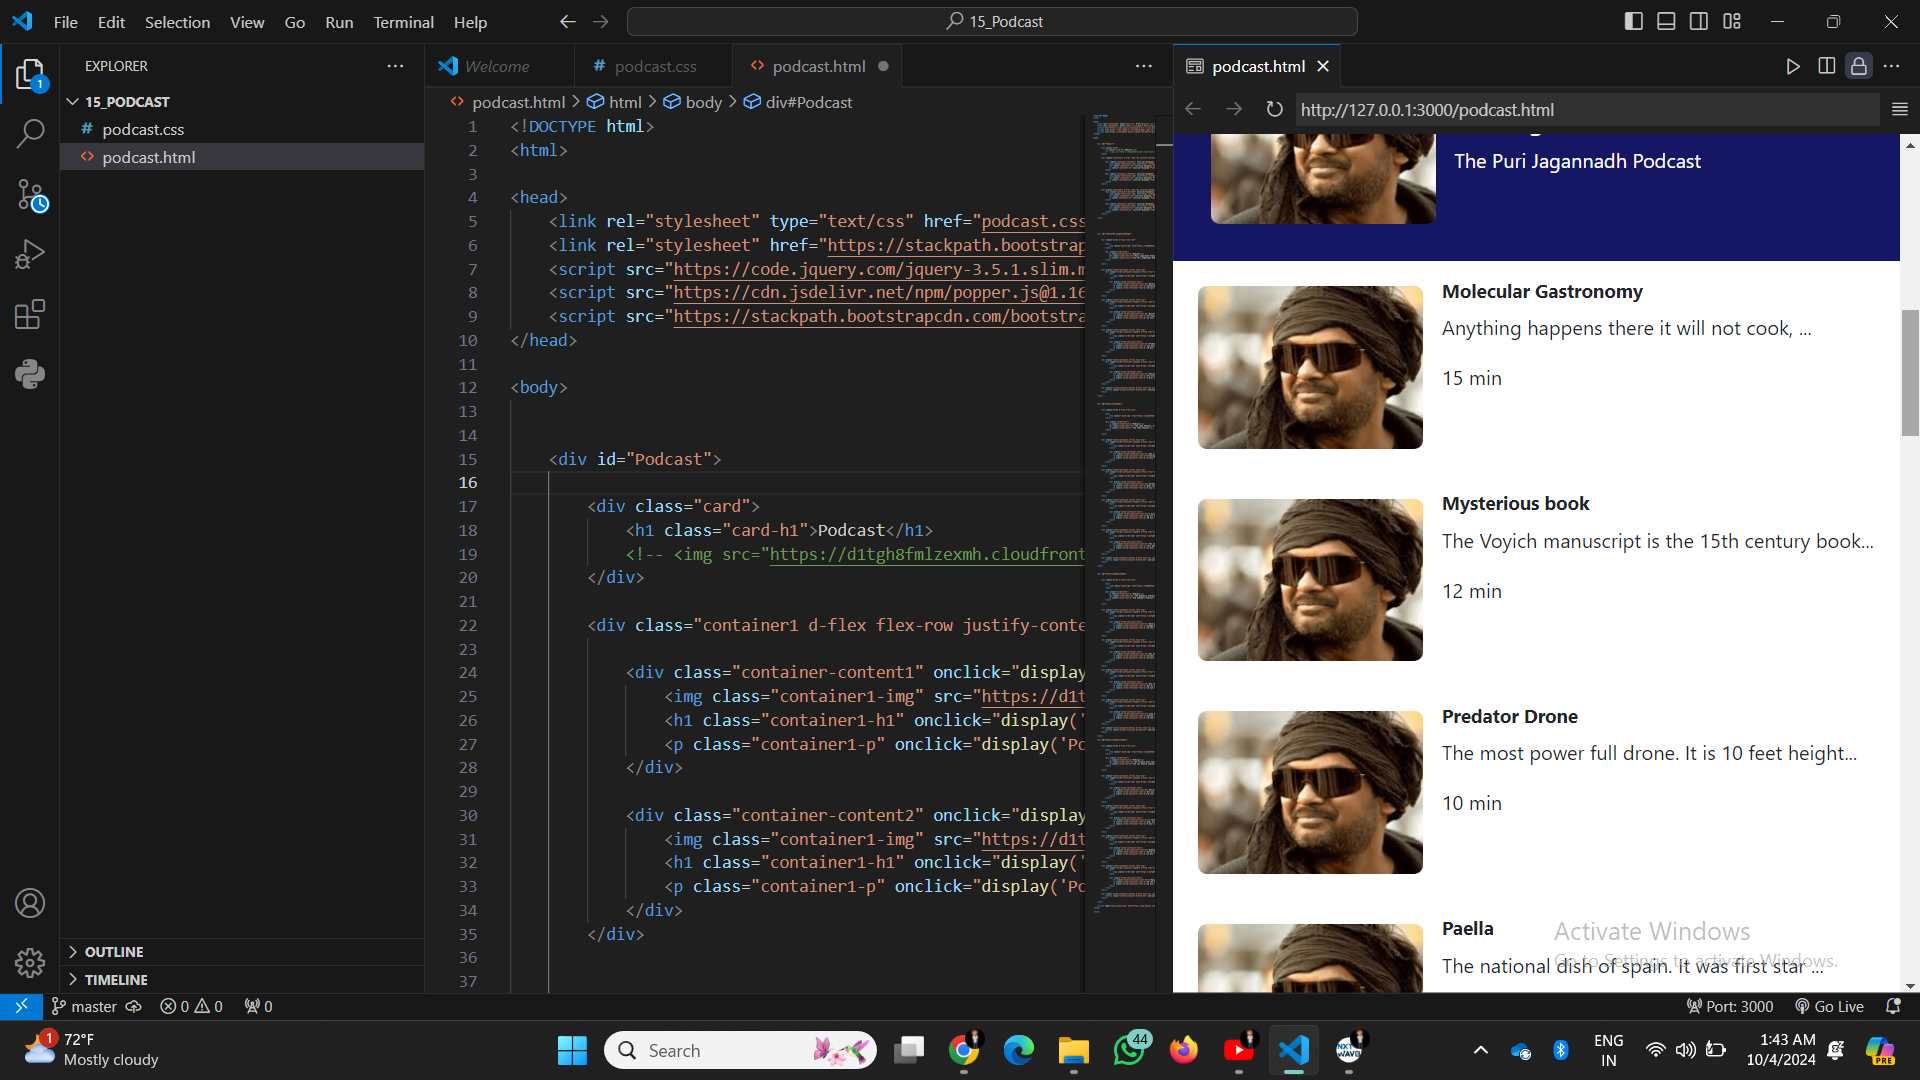 File Edit Selection View Go Run Terminal Help
15_Podcast
EXPLORER
15_PODCAST
# podcast.css
<> podcast.html
OUTLINE
TIMELINE
Welcome
# podcast.css
<> podcast.html
<> podcast.html > html > body > div#Podcast
1 <!DOCTYPE html>
2 <html>
3
4 <head>
5 <link rel="stylesheet" type="text/css" href="podcast.css
6 <link rel="stylesheet" href="https://stackpath.bootstrap
7 <script src="https://code.jquery.com/jquery-3.5.1.slim.m
8 <script src="https://cdn.jsdelivr.net/npm/popper.js@1.16
9 <script src="https://stackpath.bootstrapcdn.com/bootstra
10 </head>
11
12 <body>
13
14
15 <div id="Podcast">
16
17 <div class="card">
18 <h1 class="card-h1">Podcast</h1>
19 <!-- <img src="https://d1tgh8fmlzexmh.cloudfront
20 </div>
21
22 <div class="container1 d-flex flex-row justify-conte
23
24 <div class="container-content1" onclick="display
25 <img class="container1-img" src="https://d1t
26 <h1 class="container1-h1" onclick="display('
27 <p class="container1-p" onclick="display('Po
28 </div>
29
30 <div class="container-content2" onclick="display
31 <img class="container1-img" src="https://d1t
32 <h1 class="container1-h1" onclick="display('
33 <p class="container1-p" onclick="display('Po
34 </div>
35 </div>
36
37
podcast.html
http://127.0.0.1:3000/podcast.html
The Puri Jagannadh Podcast
Molecular Gastronomy
Anything happens there it will not cook, ...
15 min
Mysterious book
The Voyich manuscript is the 15th century book...
12 min
Predator Drone
The most power full drone. It is 10 feet height...
10 min
Paella
The national dish of spain. It was first star ...
Activate Windows
Go to Settings to activate Windows.
master
0 0
0
Port: 3000
Go Live
1
1
72°F
Mostly cloudy
Search
44
NXT
WAVE
ENG
IN
1:43 AM
10/4/2024
PRE